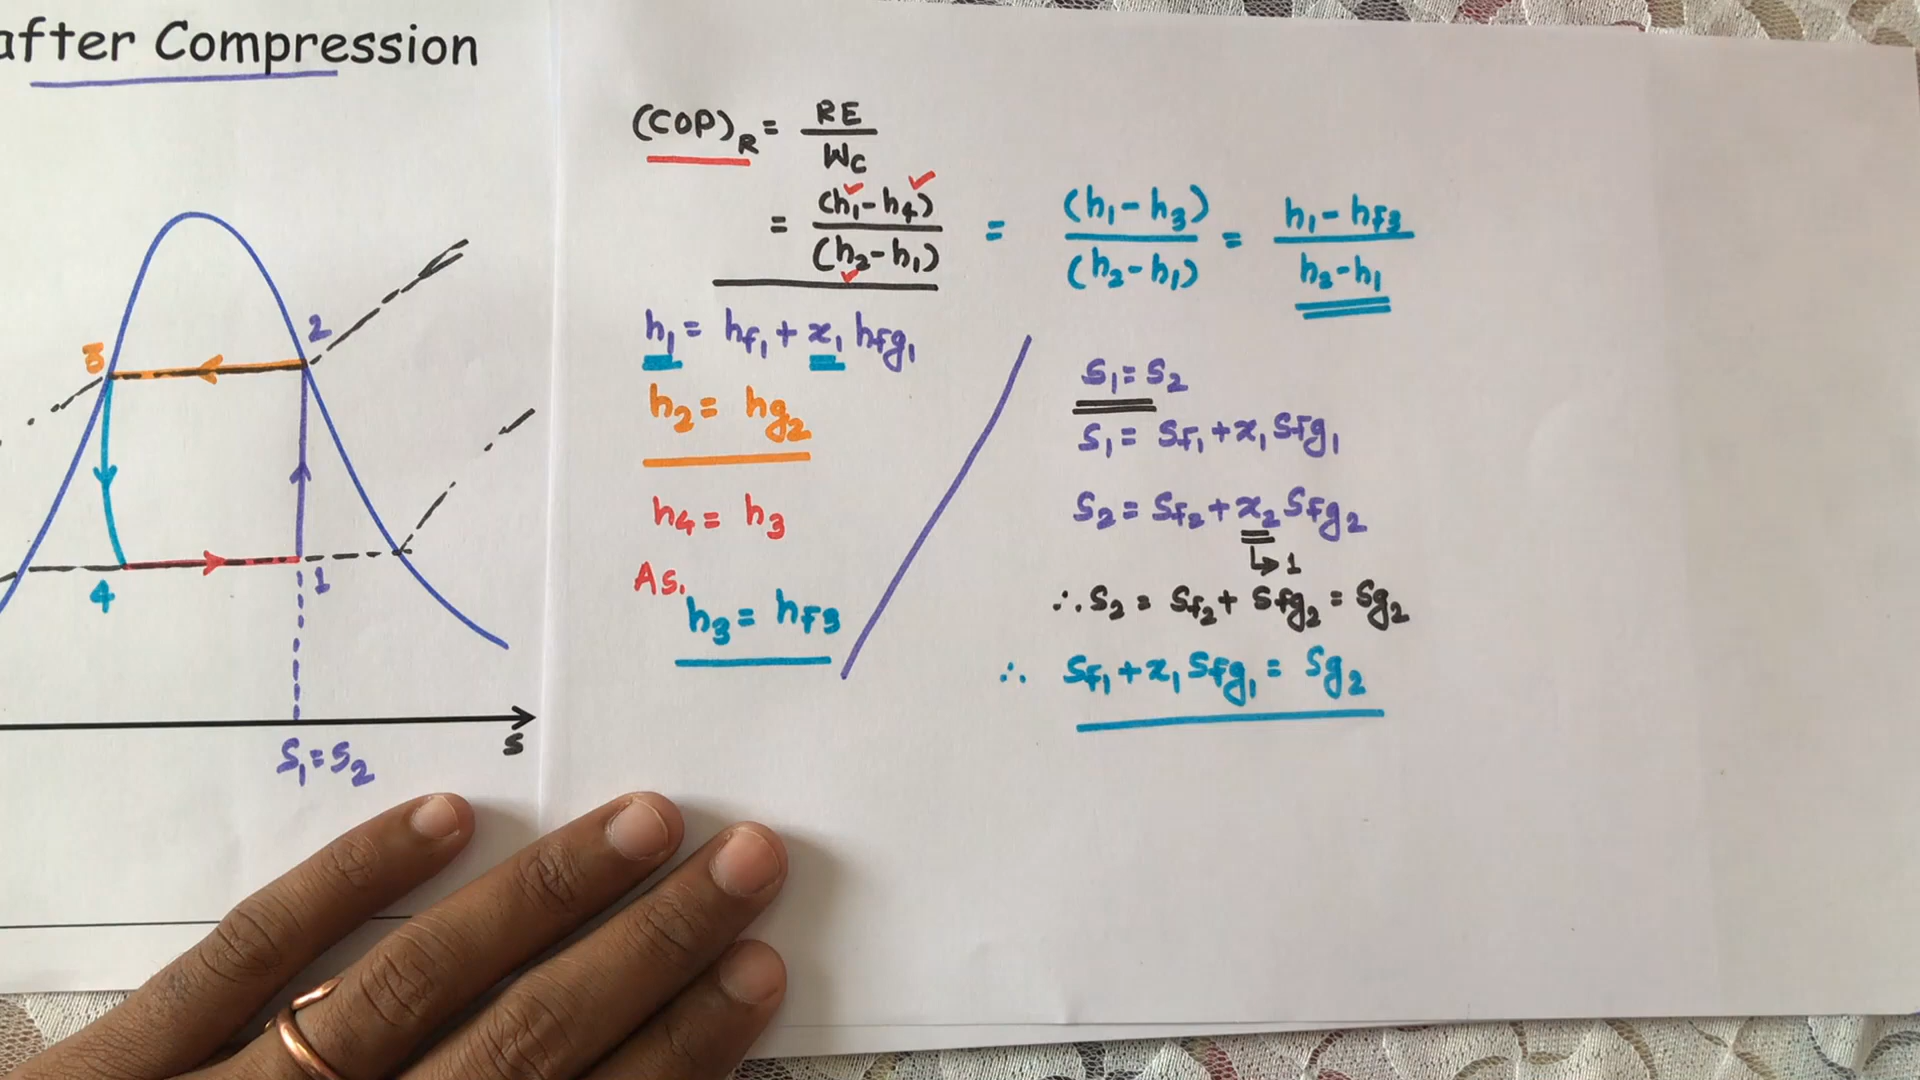 after Compression
2
3
4
1
S
S₁=S₂
(COP)R = RE/Wc
= (h₁-h₄)/(h₂-h₁) = (h₁-h₃)/(h₂-h₁) = h₁-hf3/h₂-h₁
h₁ = hf₁ + x₁ hfg₁
h₂ = hg₂
h₄ = h₃
As.
h₃ = hf3
S₁ = S₂
S₁ = Sf₁ + x₁ Sfg₁
S₂ = Sf₂ + x₂ Sfg₂
↳ 1
∴ S₂ = Sf₂ + Sfg₂ = Sg₂
∴ Sf₁ + x₁ Sfg₁ = Sg₂